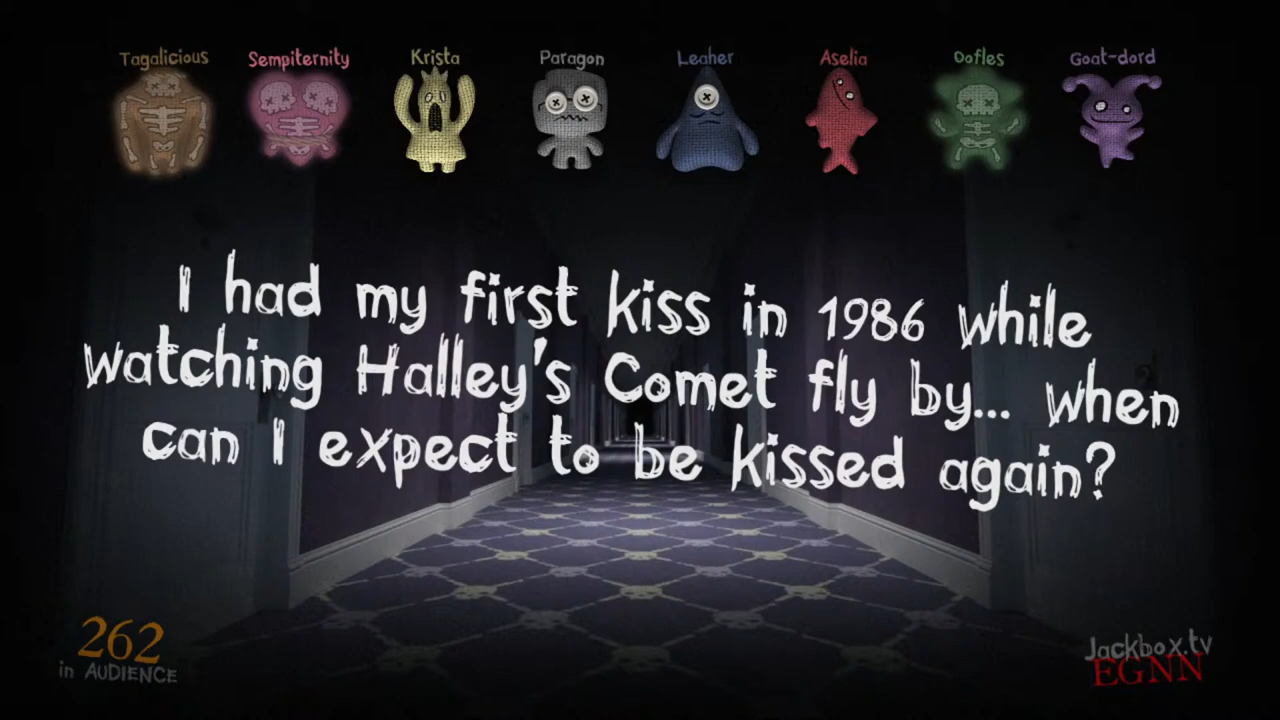 Tagalicious Sempiternity Krista Paragon Leaher Aselia Oofles Goat-dord
I had my first kiss in 1986 while
watching Halley's Comet fly by... when
can I expect to be kissed again?
262
in AUDIENCE
Jackbox.tv
EGNN